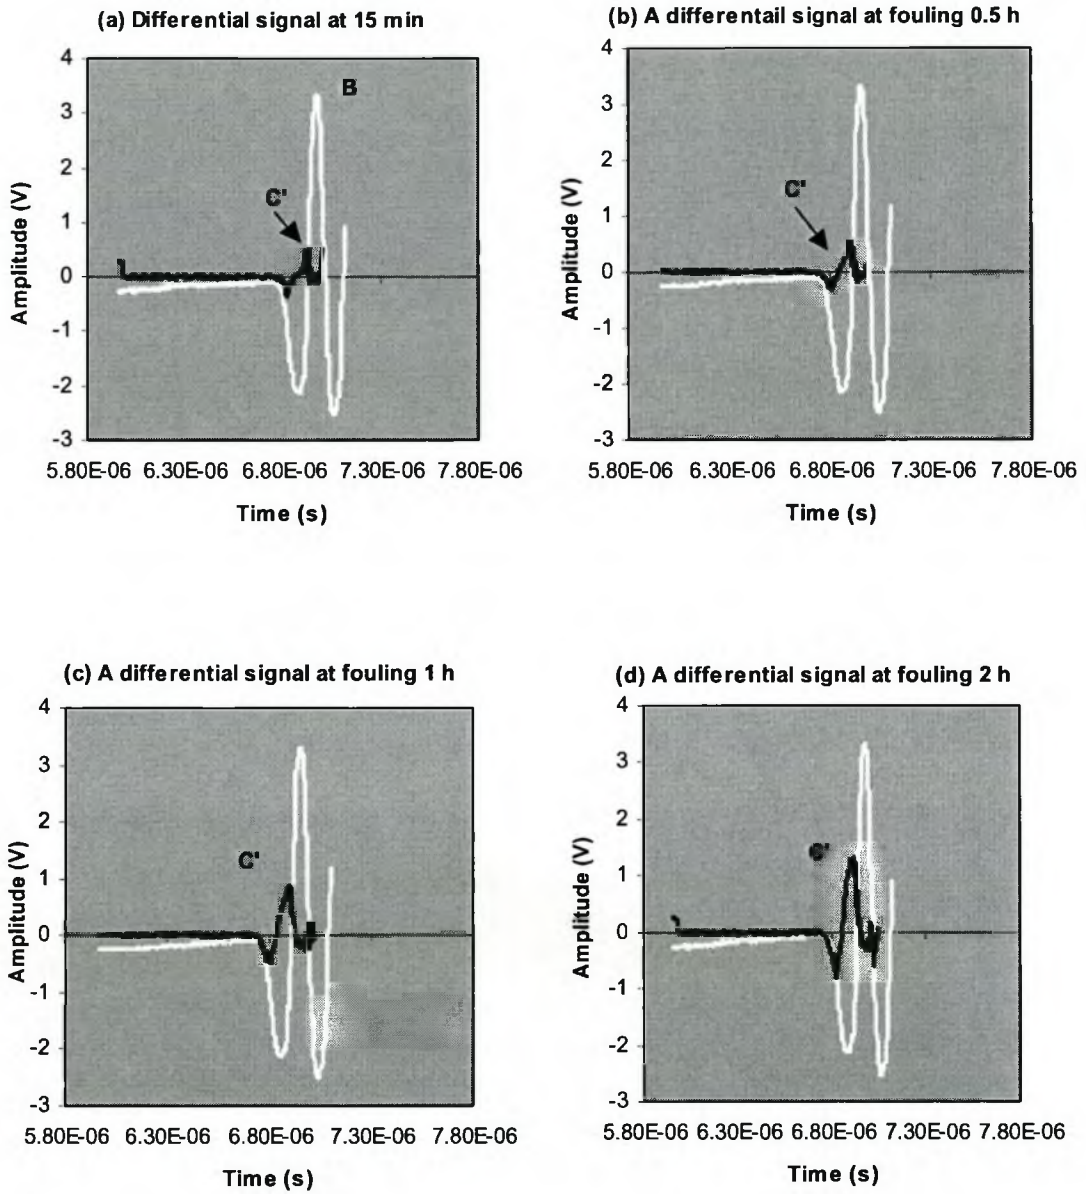 (a) Differential signal at 15 min
4
3
2
1
0
-1
-2
-3
Amplitude (V)
B
C'
5.80E-06 6.30E-06 6.80E-06 7.30E-06 7.80E-06
Time (s)
(b) A differentail signal at fouling 0.5 h
4
3
2
1
0
-1
-2
-3
Amplitude (V)
C'
5.80E-06 6.30E-06 6.80E-06 7.30E-06 7.80E-06
Time (s)
(c) A differential signal at fouling 1 h
4
3
2
1
0
-1
-2
-3
Amplitude (V)
C'
5.80E-06 6.30E-06 6.80E-06 7.30E-06 7.80E-06
Time (s)
(d) A differential signal at fouling 2 h
4
3
2
1
0
-1
-2
-3
Amplitude (V)
C'
5.80E-06 6.30E-06 6.80E-06 7.30E-06 7.80E-06
Time (s)